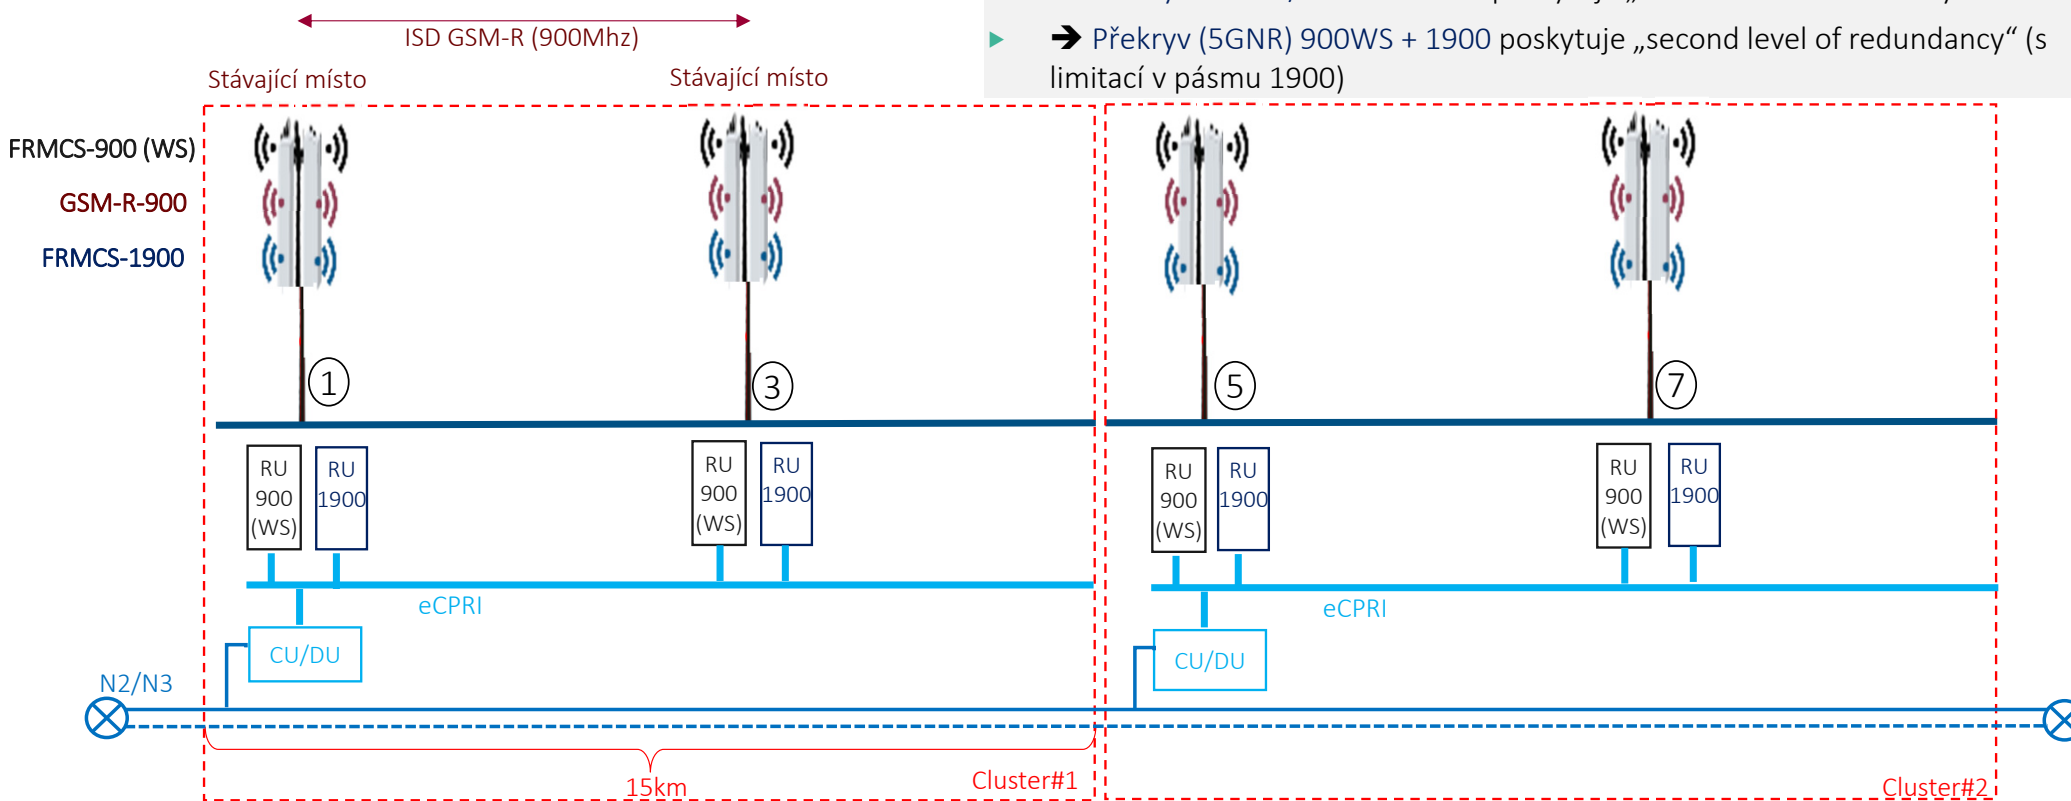 ➔ Překryv (5GNR) 900WS + 1900 poskytuje „second level of redundancy“ (s
limitací v pásmu 1900)
ISD GSM-R (900Mhz)
Stávající místo
Stávající místo
FRMCS-900 (WS)
GSM-R-900
FRMCS-1900
1
3
5
7
RU
900
(WS)
RU
1900
RU
900
(WS)
RU
1900
RU
900
(WS)
RU
1900
RU
900
(WS)
RU
1900
eCPRI
eCPRI
CU/DU
CU/DU
N2/N3
15km
Cluster#1
Cluster#2